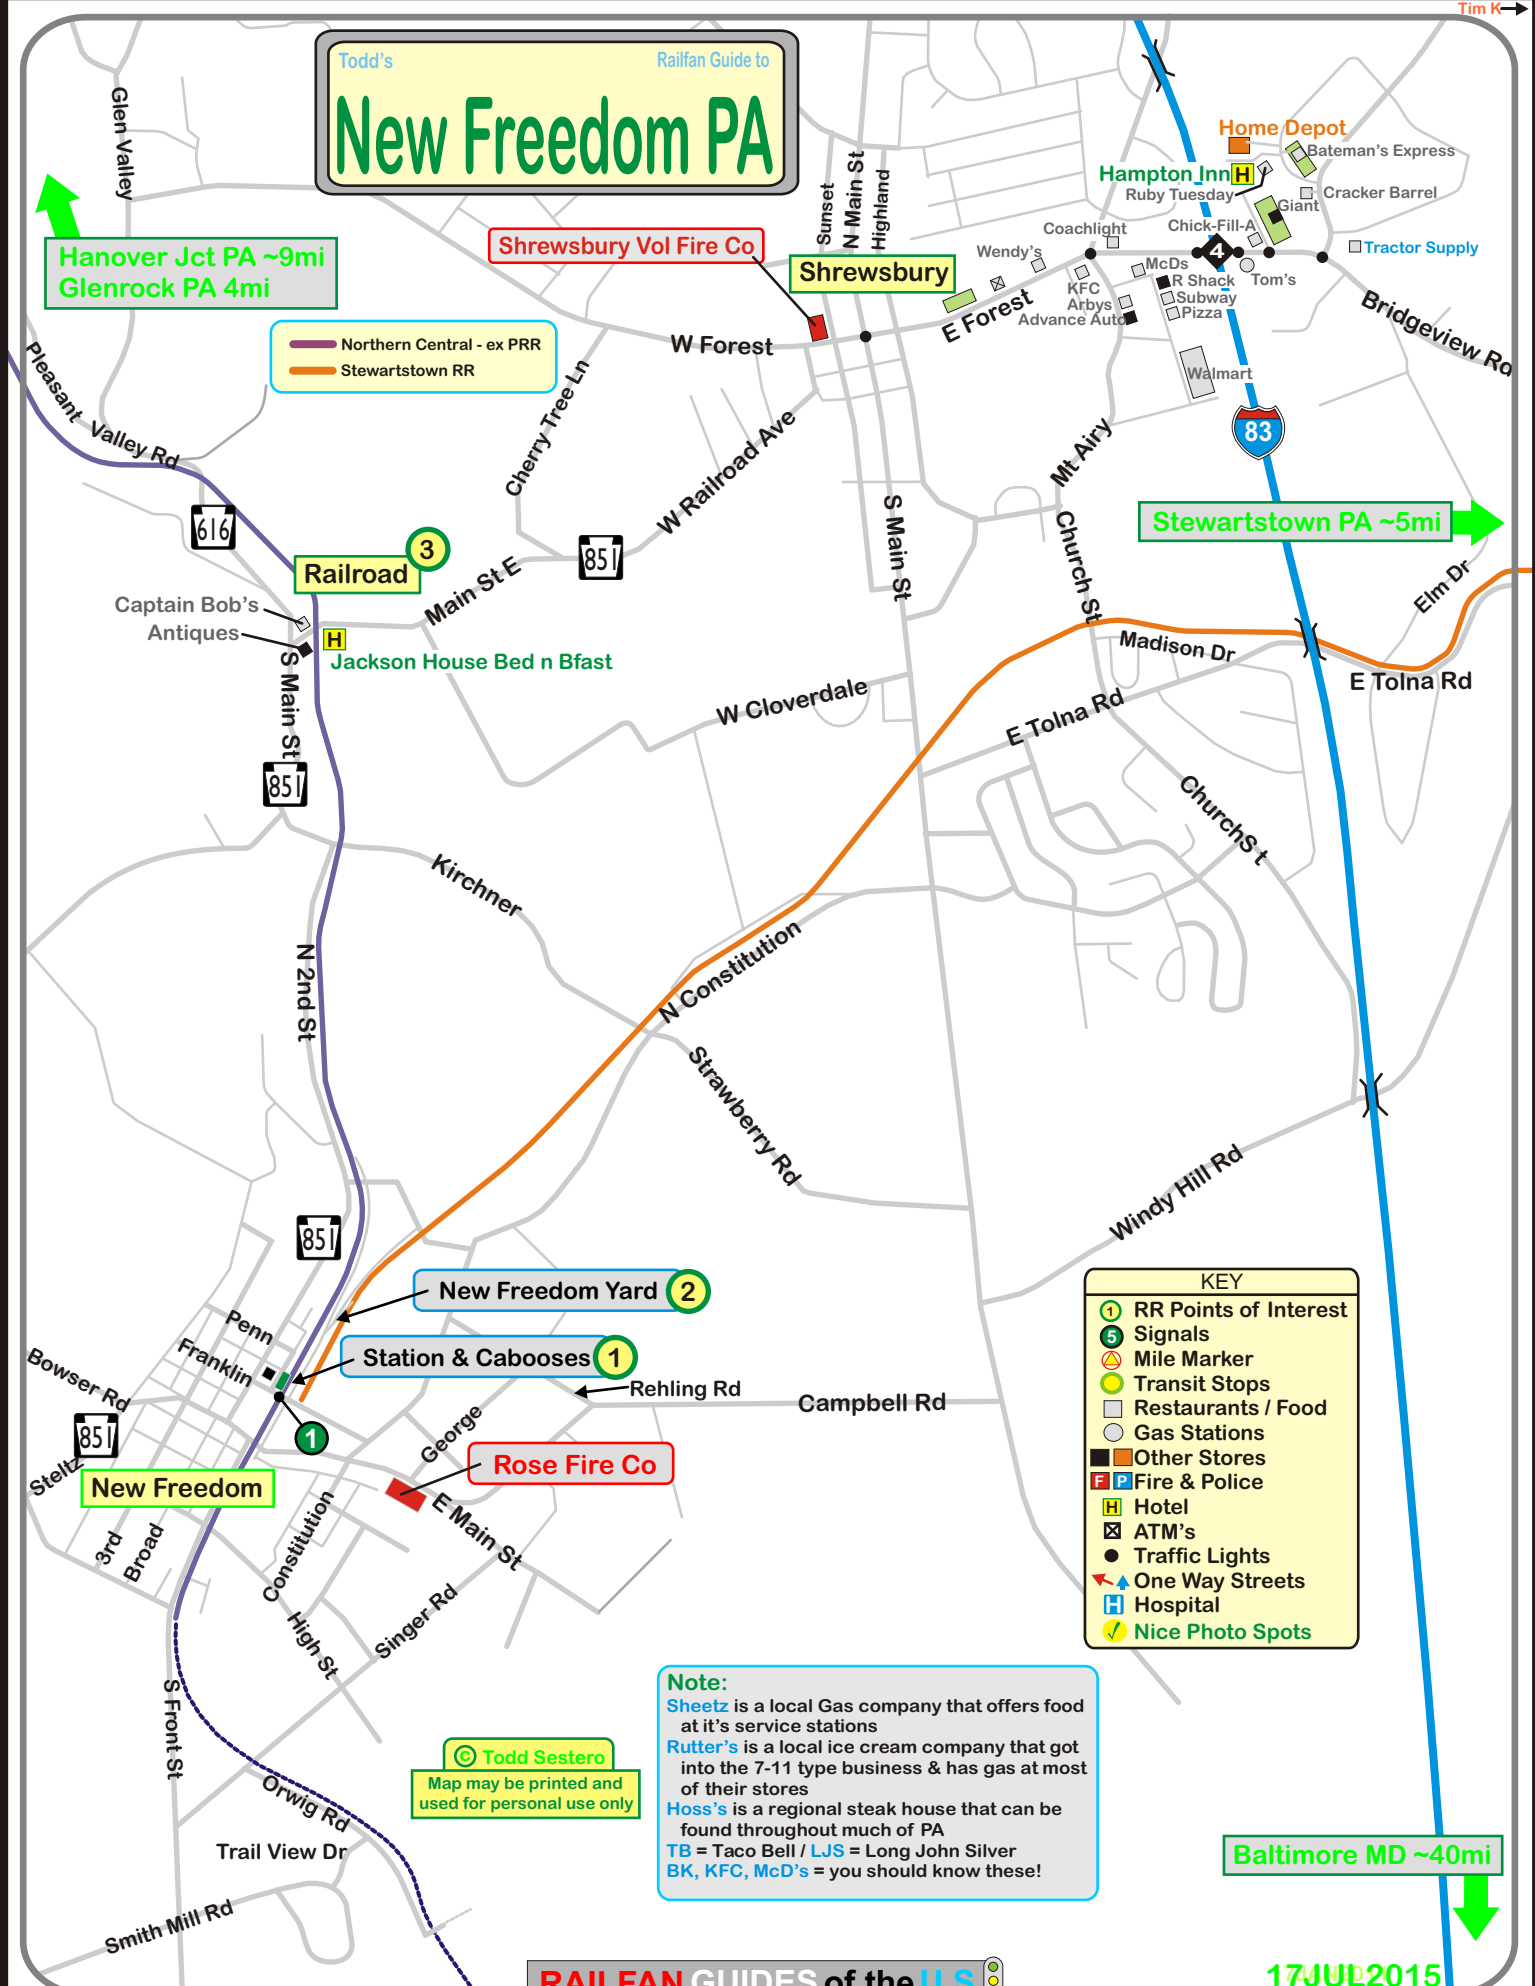 Tim K
Todd's
Railfan Guide to
New Freedom PA
Glen Valley
Hanover Jct PA ~9mi
Glenrock PA 4mi
Northern Central - ex PRR
Stewartstown RR
Shrewsbury Vol Fire Co
Sunset
N Main St
Highland
Shrewsbury
Home Depot
Bateman's Express
Hampton Inn
H
Ruby Tuesday
Cracker Barrel
Giant
Coachlight
Chick-Fill-A
Wendy's
4
Tractor Supply
McDs
Tom's
KFC
R Shack
Arbys
Subway
Advance Auto
Pizza
E Forest
W Forest
Bridgeview Rd
Walmart
Pleasant
Valley Rd
Cherry Tree Ln
W Railroad Ave
Mt Airy
83
616
Railroad
3
851
Main St E
S Main St
Church St
Stewartstown PA ~5mi
Elm Dr
Captain Bob's
Antiques
H
Jackson House Bed n Bfast
S Main St
Madison Dr
E Tolna Rd
W Cloverdale
E Tolna Rd
851
ChurchS t
Kirchner
N 2nd St
N Constitution
Strawberry Rd
Windy Hill Rd
851
New Freedom Yard
2
Penn
Franklin
Station & Cabooses
1
Bowser Rd
Rehling Rd
Campbell Rd
851
1
George
Steltz
Rose Fire Co
New Freedom
E Main St
3rd
Broad
Constitution
High St
Singer Rd
S Front St
KEY
1 RR Points of Interest
5 Signals
Mile Marker
Transit Stops
Restaurants / Food
Gas Stations
Other Stores
F P Fire & Police
H Hotel
ATM's
Traffic Lights
One Way Streets
H Hospital
Nice Photo Spots
Note:
Sheetz is a local Gas company that offers food
at it's service stations
Rutter's is a local ice cream company that got
into the 7-11 type business & has gas at most
of their stores
Hoss's is a regional steak house that can be
found throughout much of PA
TB = Taco Bell / LJS = Long John Silver
BK, KFC, McD's = you should know these!
© Todd Sestero
Map may be printed and
used for personal use only
Orwig Rd
Trail View Dr
Smith Mill Rd
Baltimore MD ~40mi
RAILFAN GUIDES of the U.S.
17JUL2015